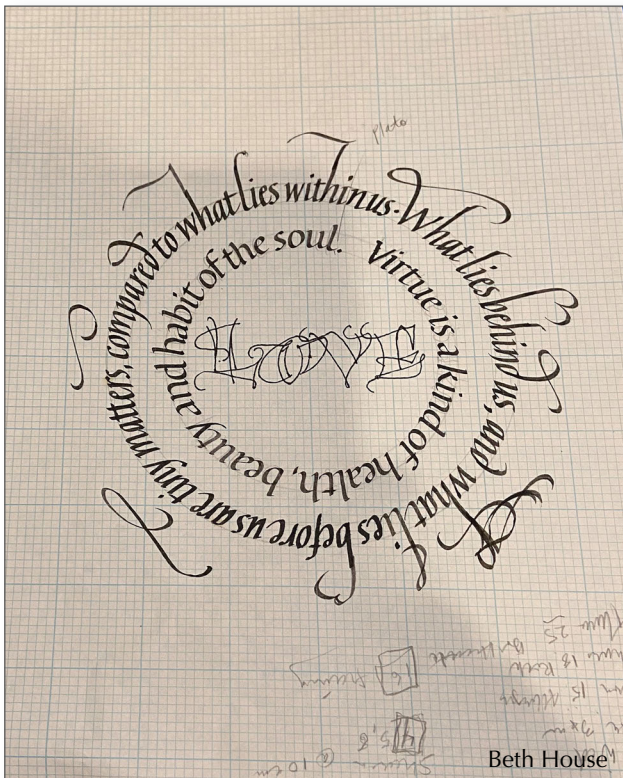 Plato
What lies behind us, and what lies before us are tiny matters, compared to what lies within us.
Virtue is a kind of health, beauty and habit of the soul.
LOVE
Beth House